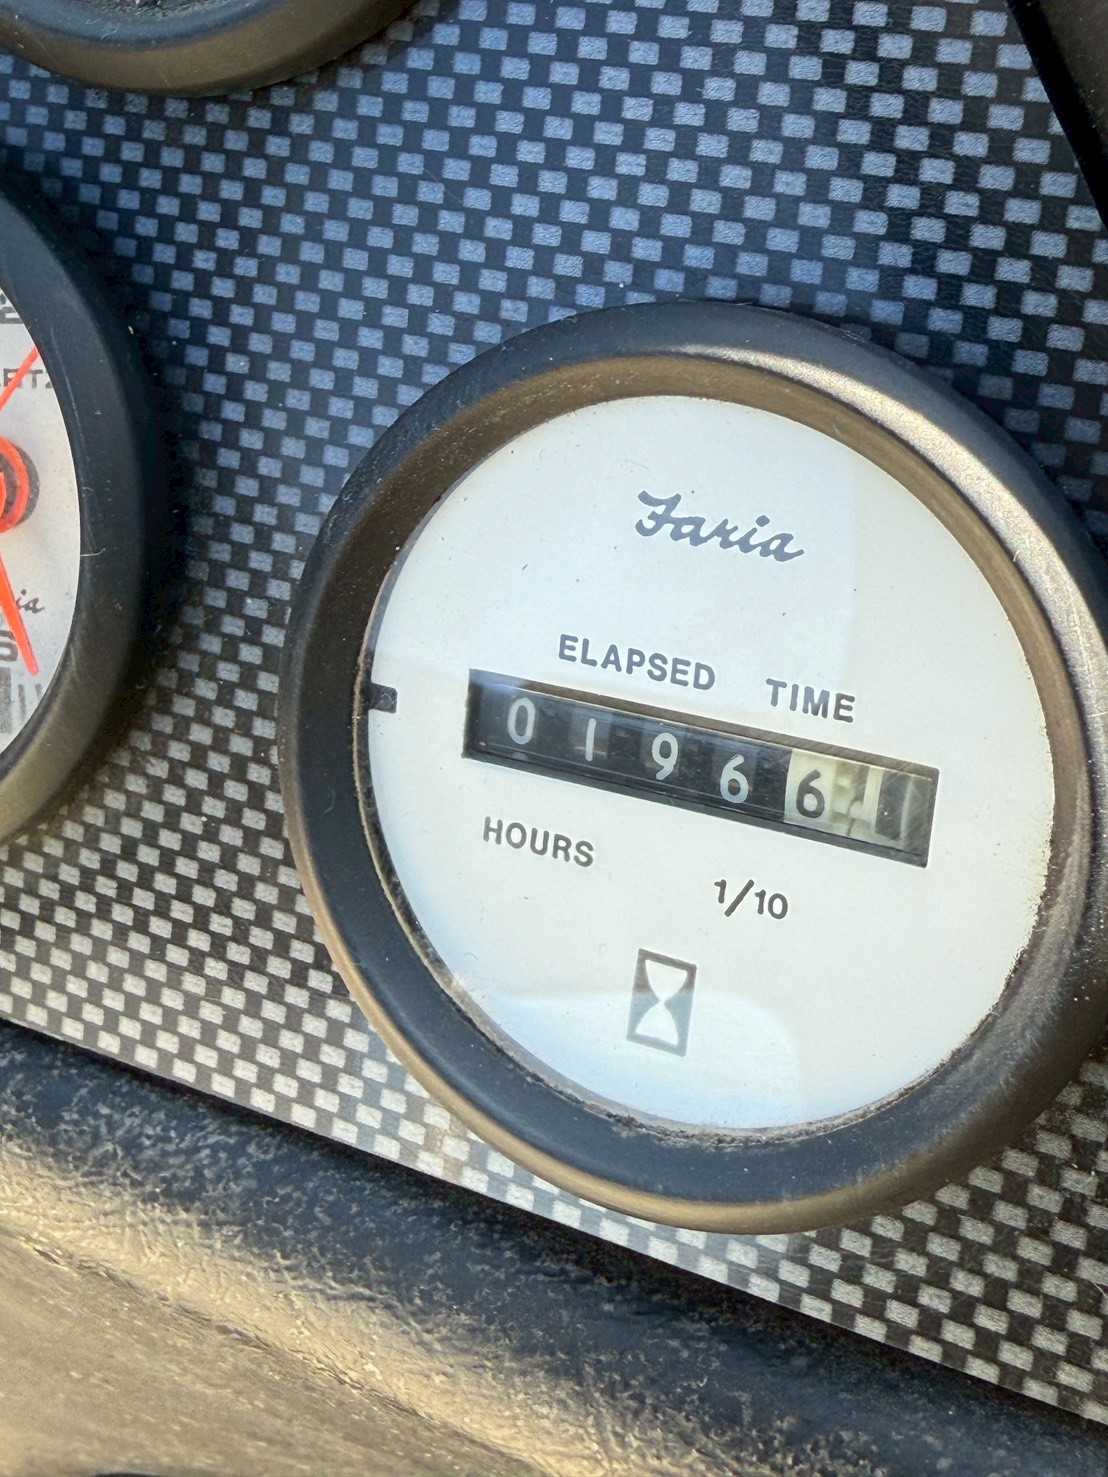 Faria
ELAPSED TIME
0 1 9 6 6
HOURS
1/10